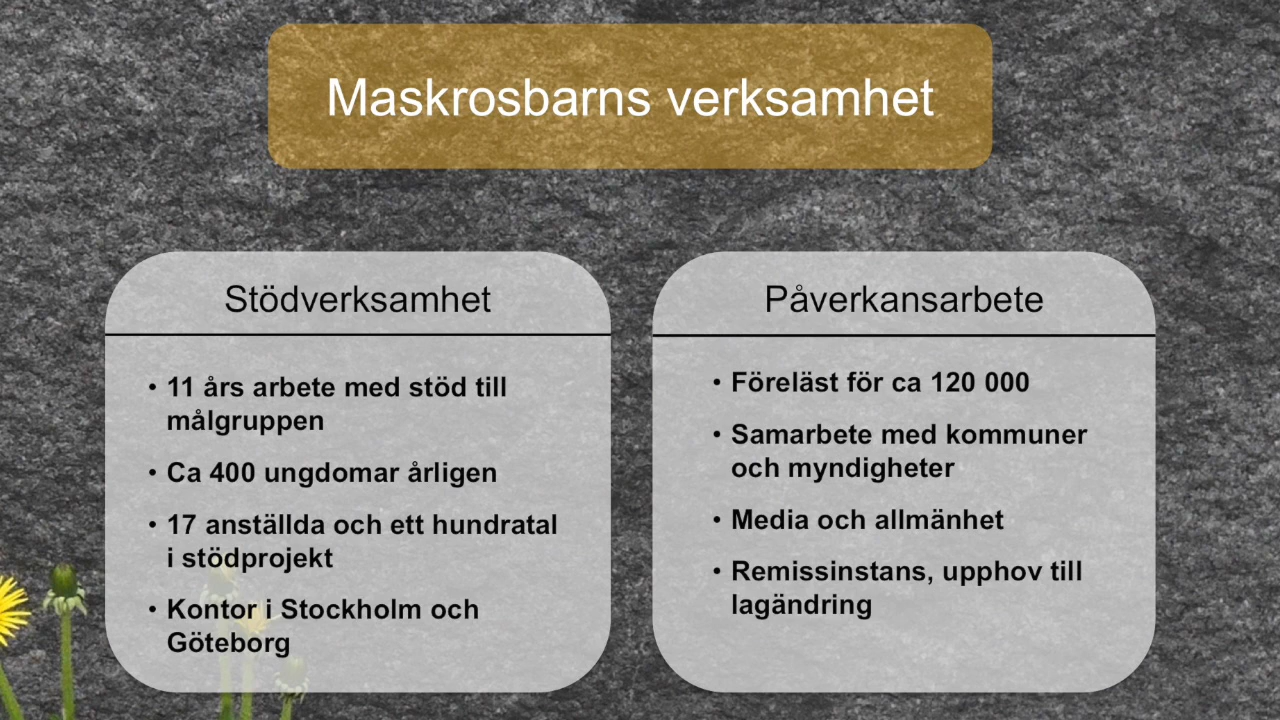 Maskrosbarns verksamhet
Stödverksamhet
• 11 års arbete med stöd till
målgruppen
• Ca 400 ungdomar årligen
• 17 anställda och ett hundratal
i stödprojekt
• Kontor i Stockholm och
Göteborg
Påverkansarbete
• Föreläst för ca 120 000
• Samarbete med kommuner
och myndigheter
• Media och allmänhet
• Remissinstans, upphov till
lagändring